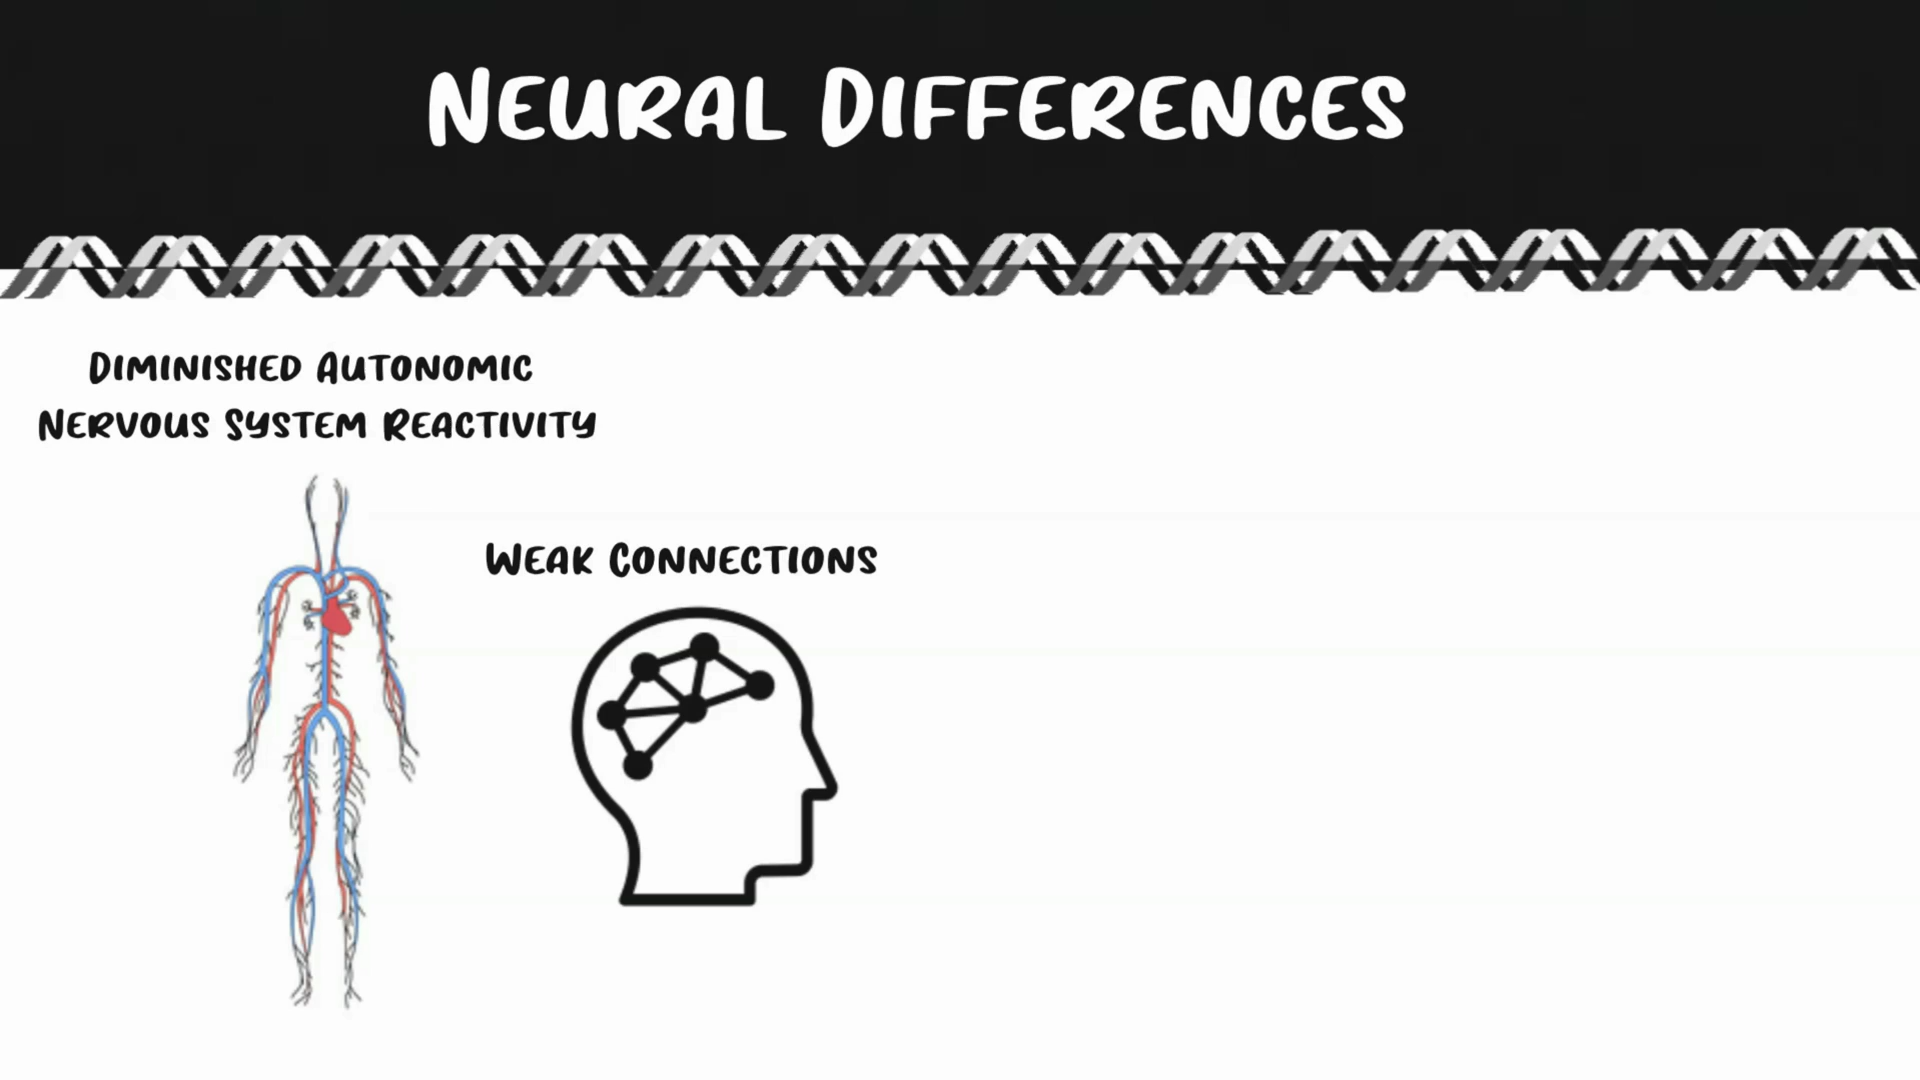 Neural Differences
Diminished Autonomic
Nervous System Reactivity
Weak Connections